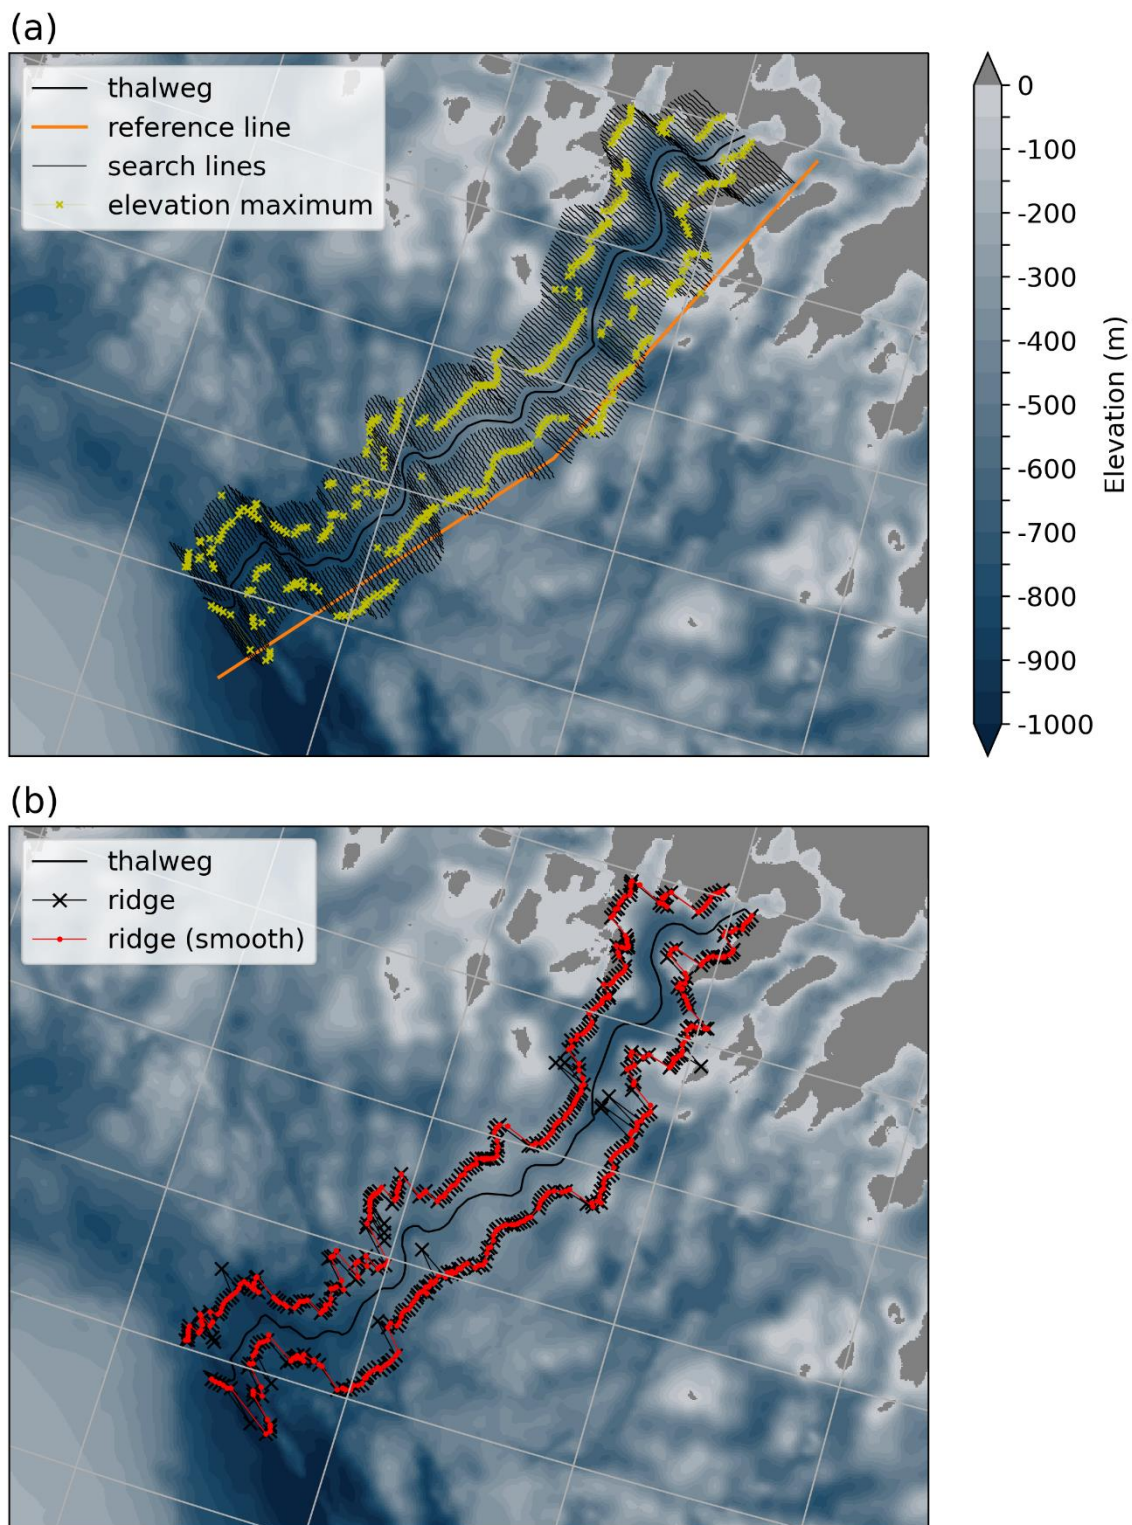 (a)
thalweg
reference line
search lines
elevation maximum
0
-100
-200
-300
-400
-500
-600
-700
-800
-900
-1000
Elevation (m)
(b)
thalweg
ridge
ridge (smooth)